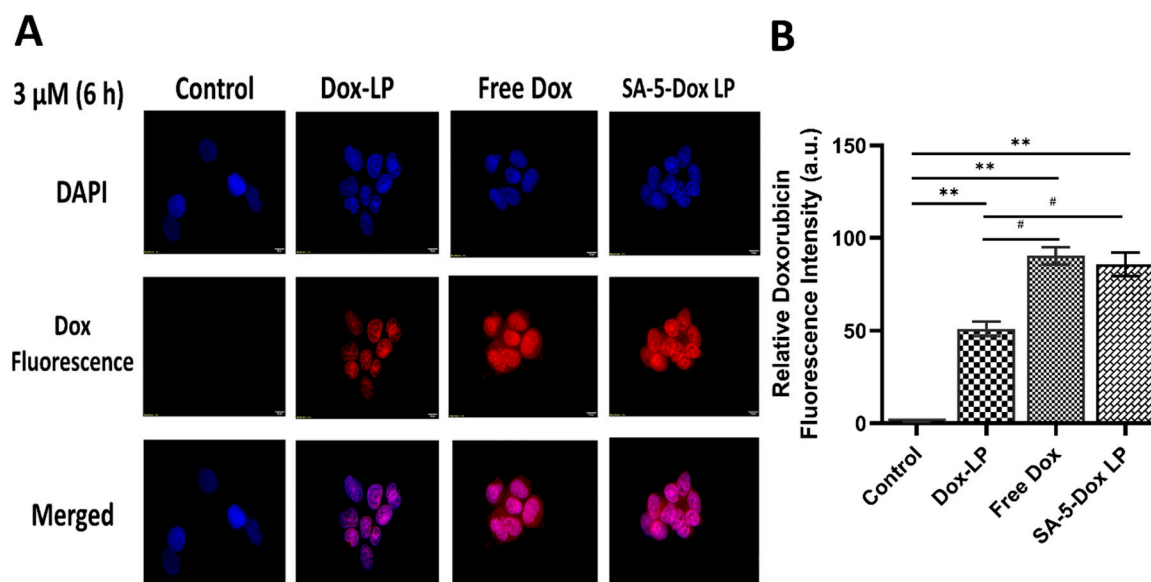 A
3 µM (6 h)
Control
Dox-LP
Free Dox
SA-5-Dox LP
DAPI
Dox
Fluorescence
Merged
B
Relative Doxorubicin
Fluorescence Intensity (a.u.)
150
100
50
0
**
**
**
#
#
Control
Dox-LP
Free Dox
SA-5-Dox LP